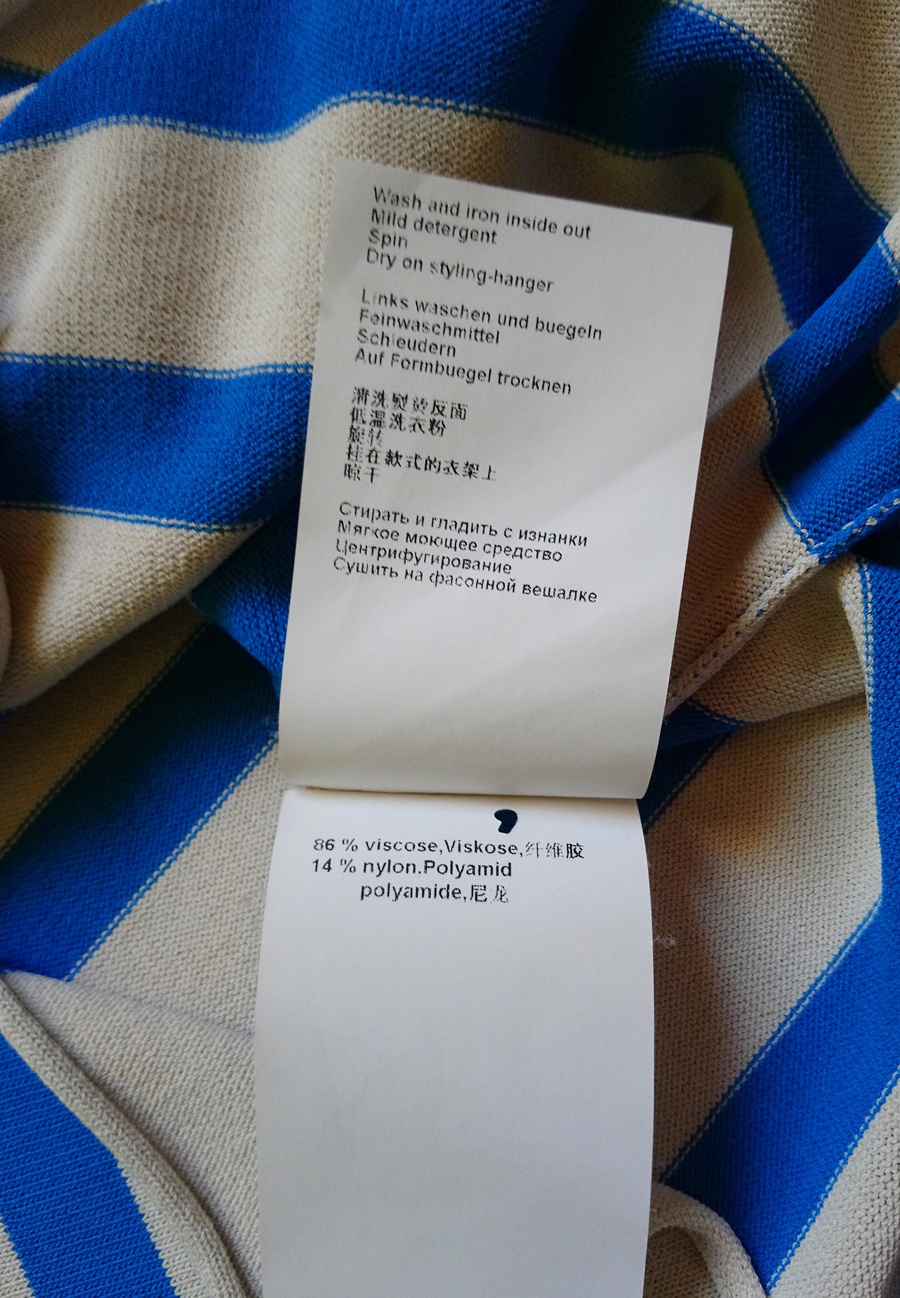 Wash and iron inside out
Mild detergent
Spin
Dry on styling-hanger
Links waschen und buegeln
Feinwaschmittel
Schleudern
Auf Formbuegel trocknen
清洗熨烫反面
低温洗衣粉
旋转
挂在款式的衣架上
晾干
Стирать и гладить с изнанки
Мягкое моющее средство
Центрифугирование
Сушить на фасонной вешалке
86 % viscose,Viskose,纤维胶
14 % nylon.Polyamid
polyamide,尼龙